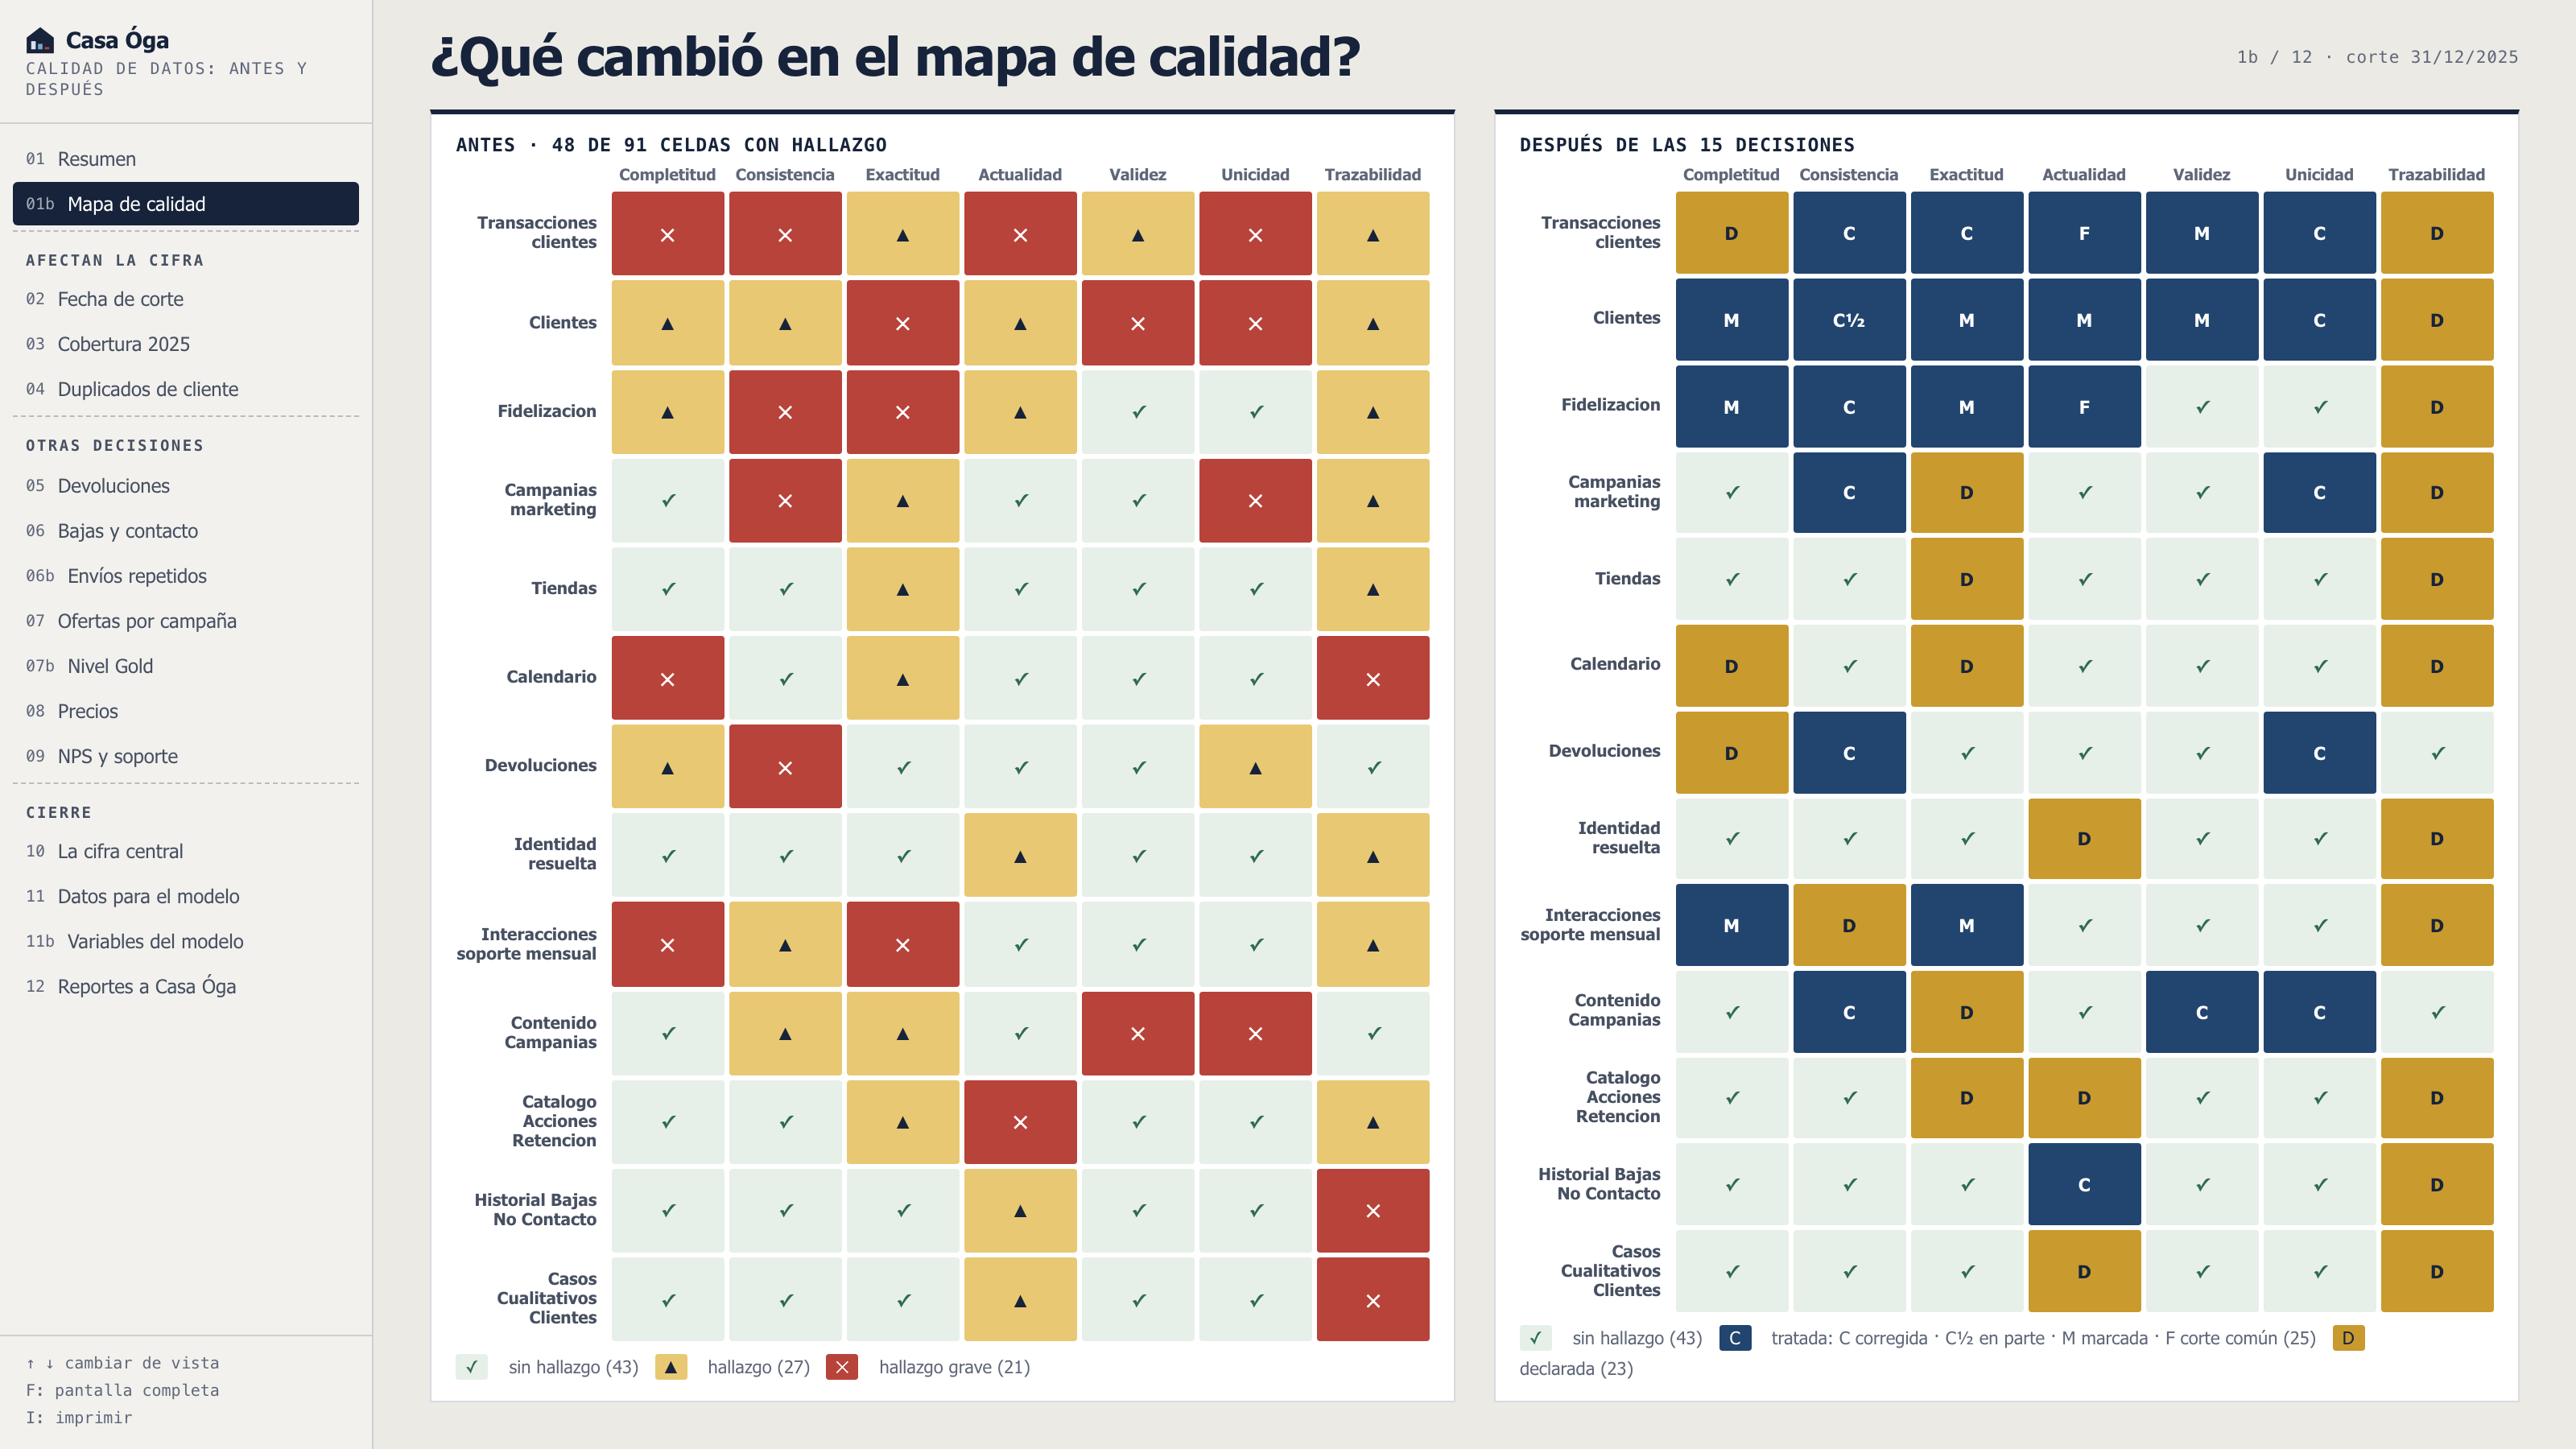 Casa Óga
CALIDAD DE DATOS: ANTES Y
DESPUÉS
01 Resumen
01b Mapa de calidad
AFECTAN LA CIFRA
02 Fecha de corte
03 Cobertura 2025
04 Duplicados de cliente
OTRAS DECISIONES
05 Devoluciones
06 Bajas y contacto
06b Envíos repetidos
07 Ofertas por campaña
07b Nivel Gold
08 Precios
09 NPS y soporte
CIERRE
10 La cifra central
11 Datos para el modelo
11b Variables del modelo
12 Reportes a Casa Óga
↑ ↓ cambiar de vista
F: pantalla completa
I: imprimir
¿Qué cambió en el mapa de calidad?
1b / 12 · corte 31/12/2025
ANTES · 48 DE 91 CELDAS CON HALLAZGO
Completitud Consistencia Exactitud Actualidad Validez Unicidad Trazabilidad
Transacciones
clientes
✕ ✕ ▲ ✕ ▲ ✕ ▲
Clientes ▲ ▲ ✕ ▲ ✕ ✕ ▲
Fidelizacion ▲ ✕ ✕ ▲ ✓ ✓ ▲
Campanias
marketing
✓ ✕ ▲ ✓ ✓ ✕ ▲
Tiendas ✓ ✓ ▲ ✓ ✓ ✓ ▲
Calendario ✕ ✓ ▲ ✓ ✓ ✓ ✕
Devoluciones ▲ ✕ ✓ ✓ ✓ ▲ ✓
Identidad
resuelta
✓ ✓ ✓ ▲ ✓ ✓ ▲
Interacciones
soporte mensual
✕ ▲ ✕ ✓ ✓ ✓ ▲
Contenido
Campanias
✓ ▲ ▲ ✓ ✕ ✕ ✓
Catalogo
Acciones
Retencion
✓ ✓ ▲ ✕ ✓ ✓ ▲
Historial Bajas
No Contacto
✓ ✓ ✓ ▲ ✓ ✓ ✕
Casos
Cualitativos
Clientes
✓ ✓ ✓ ▲ ✓ ✓ ✕
✓ sin hallazgo (43) ▲ hallazgo (27) ✕ hallazgo grave (21)
DESPUÉS DE LAS 15 DECISIONES
Completitud Consistencia Exactitud Actualidad Validez Unicidad Trazabilidad
Transacciones
clientes
D C C F M C D
Clientes M C½ M M M C D
Fidelizacion M C M F ✓ ✓ D
Campanias
marketing
✓ C D ✓ ✓ C D
Tiendas ✓ ✓ D ✓ ✓ ✓ D
Calendario D ✓ D ✓ ✓ ✓ D
Devoluciones D C ✓ ✓ ✓ C ✓
Identidad
resuelta
✓ ✓ ✓ D ✓ ✓ D
Interacciones
soporte mensual
M D M ✓ ✓ ✓ D
Contenido
Campanias
✓ C D ✓ C C ✓
Catalogo
Acciones
Retencion
✓ ✓ D D ✓ ✓ D
Historial Bajas
No Contacto
✓ ✓ ✓ C ✓ ✓ D
Casos
Cualitativos
Clientes
✓ ✓ ✓ D ✓ ✓ D
✓ sin hallazgo (43) C tratada: C corregida · C½ en parte · M marcada · F corte común (25) D
declarada (23)